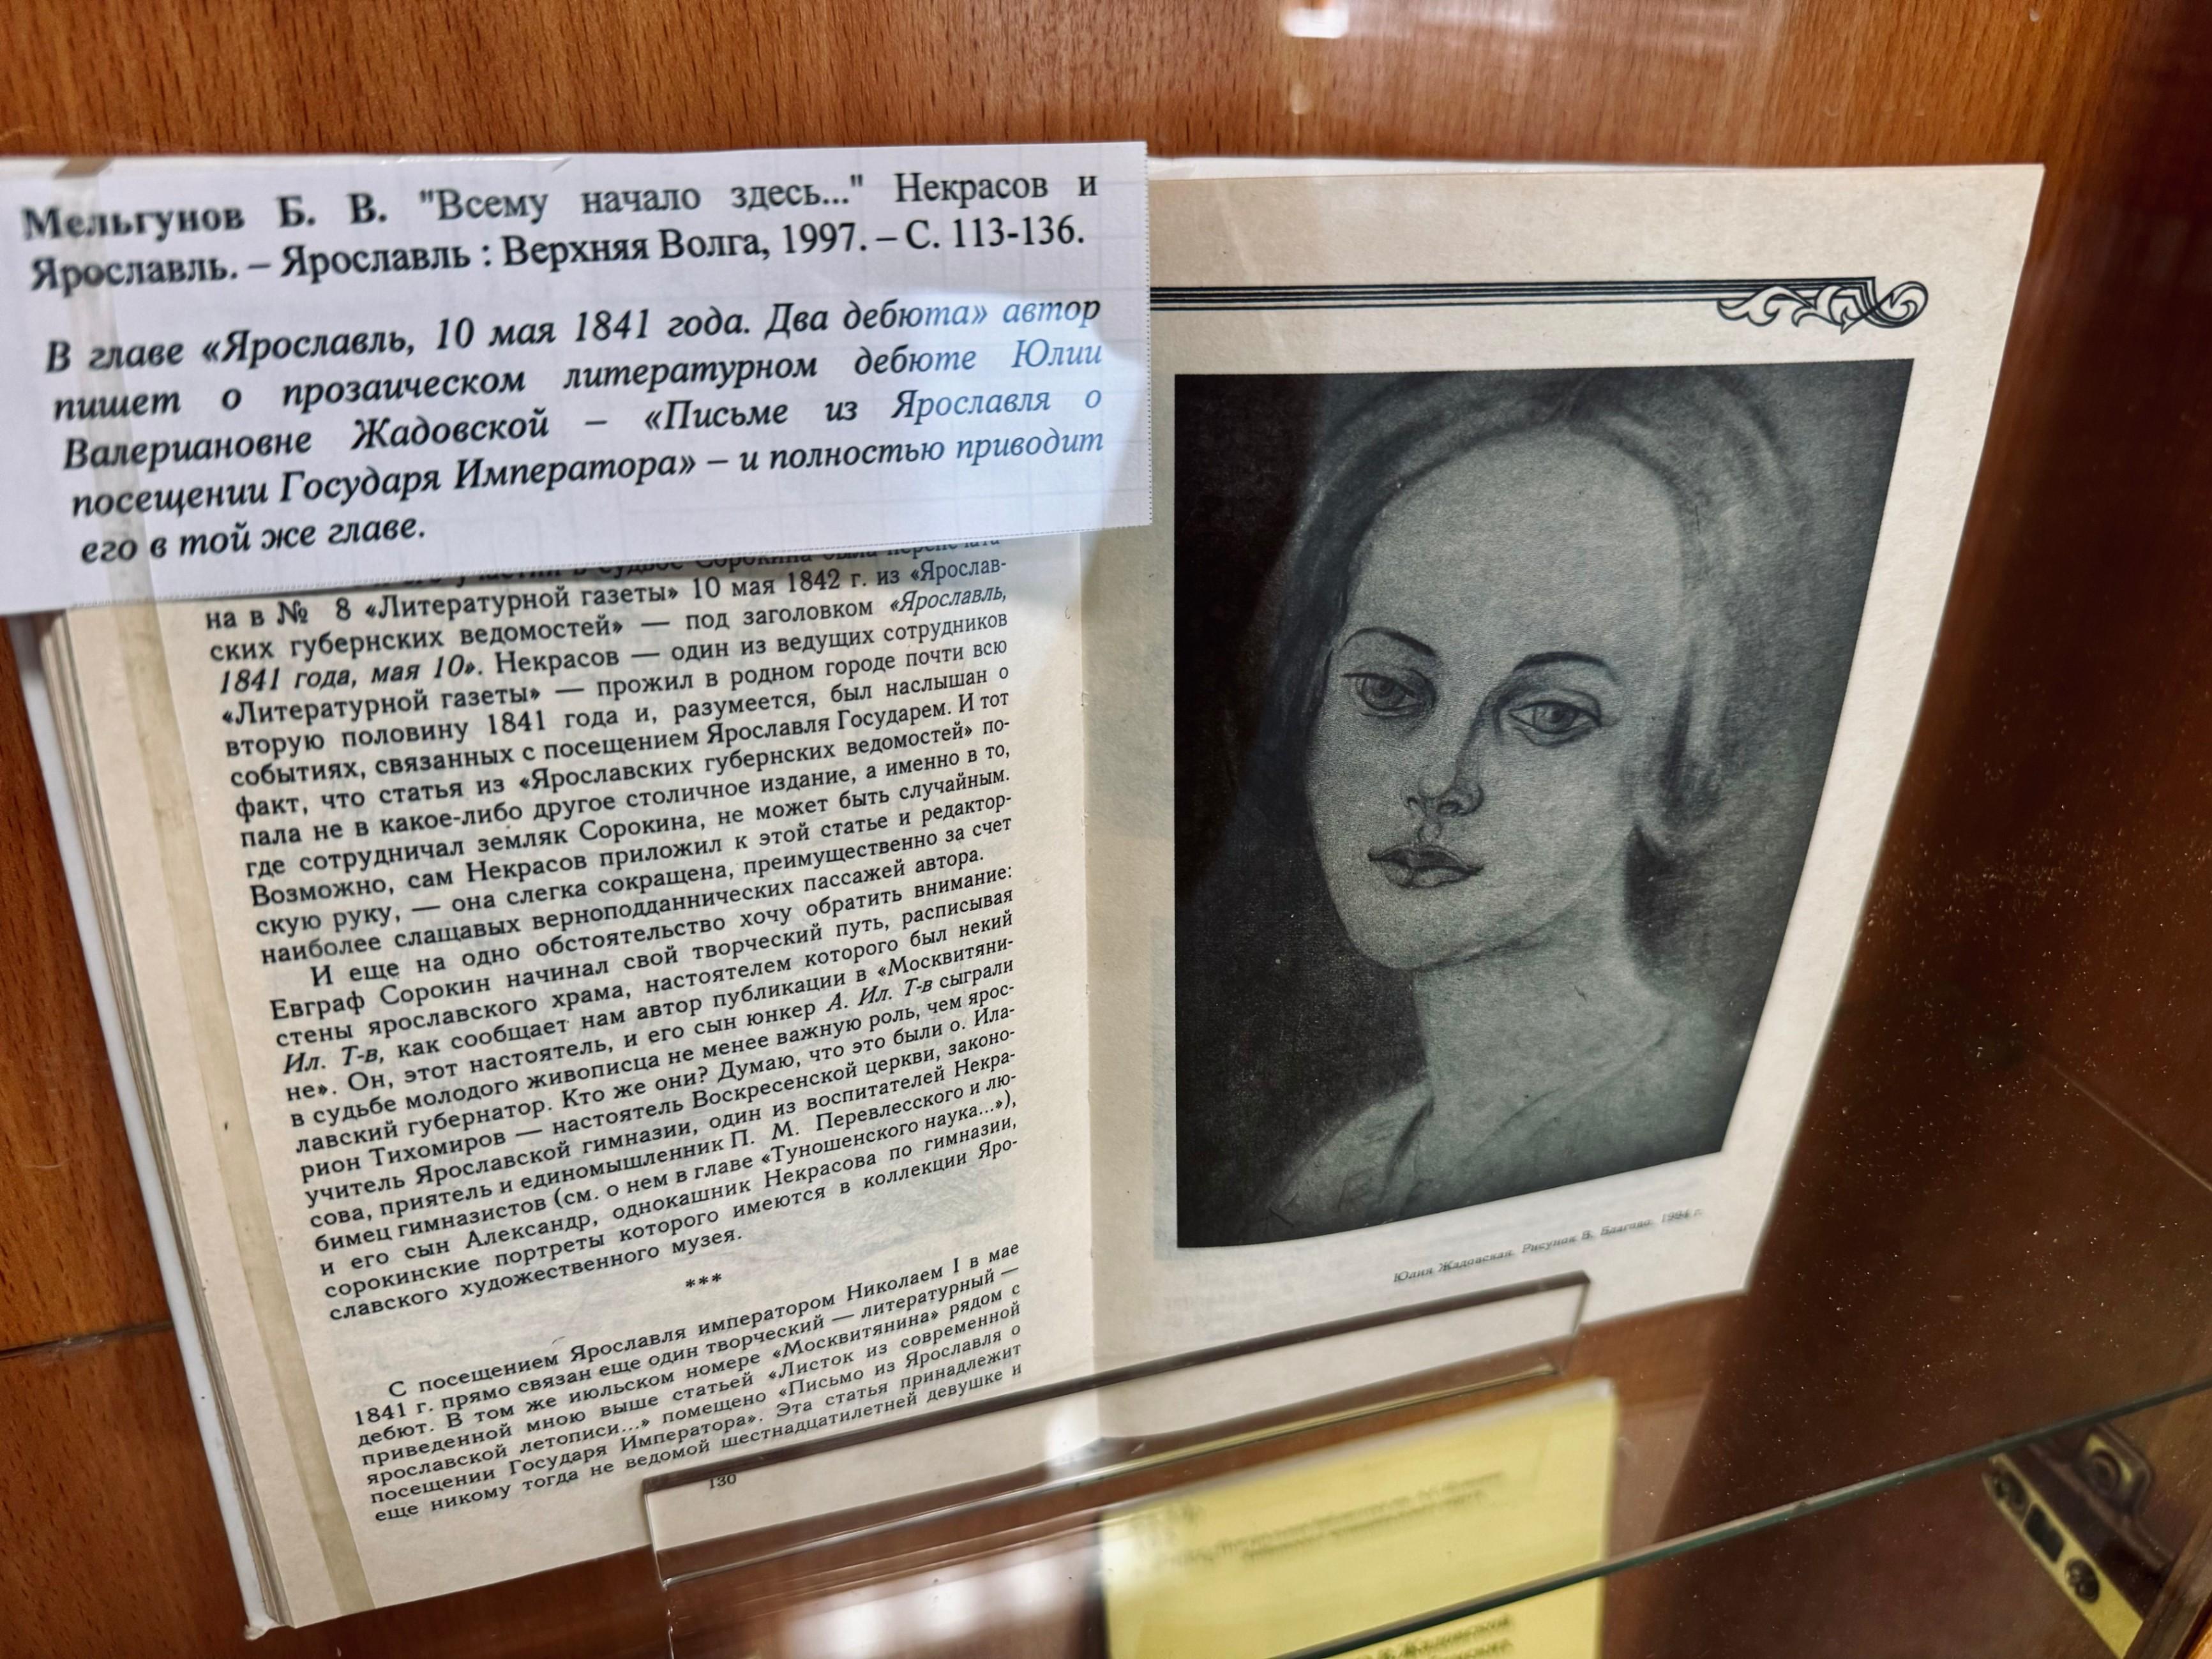 Мельгунов Б. В. "Всему начало здесь..." Некрасов и
Ярославль. – Ярославль : Верхняя Волга, 1997. – С. 113-136.
В главе «Ярославль, 10 мая 1841 года. Два дебюта» автор
пишет о прозаическом литературном дебюте Юлии
Валериановне Жадовской – «Письме из Ярославля о
посещении Государя Императора» – и полностью приводит
его в той же главе.
в судьбе Сорокина была перепечата-
на в № 8 «Литературной газеты» 10 мая 1842 г. из «Ярослав-
ских губернских ведомостей» — под заголовком «Ярославль,
1841 года, мая 10». Некрасов — один из ведущих сотрудников
«Литературной газеты» — прожил в родном городе почти всю
вторую половину 1841 года и, разумеется, был наслышан о
событиях, связанных с посещением Ярославля Государем. И тот
факт, что статья из «Ярославских губернских ведомостей» по-
пала не в какое-либо другое столичное издание, а именно в то,
где сотрудничал земляк Сорокина, не может быть случайным.
Возможно, сам Некрасов приложил к этой статье и редактор-
скую руку, — она слегка сокращена, преимущественно за счет
наиболее слащавых верноподданнических пассажей автора.
И еще на одно обстоятельство хочу обратить внимание:
Евграф Сорокин начинал свой творческий путь, расписывая
стены ярославского храма, настоятелем которого был некий
Ил. Т-в, как сообщает нам автор публикации в «Москвитяни-
не». Он, этот настоятель, и его сын юнкер А. Ил. Т-в сыграли
в судьбе молодого живописца не менее важную роль, чем ярос-
лавский губернатор. Кто же они? Думаю, что это были о. Ила-
рион Тихомиров — настоятель Воскресенской церкви, законо-
учитель Ярославской гимназии, один из воспитателей Некра-
сова, приятель и единомышленник П. М. Перевлесского и лю-
бимец гимназистов (см. о нем в главе «Туношенского наука...»),
и его сын Александр, однокашник Некрасова по гимназии,
сорокинские портреты которого имеются в коллекции Яро-
славского художественного музея.
***
С посещением Ярославля императором Николаем I в мае
1841 г. прямо связан еще один творческий — литературный —
дебют. В том же июльском номере «Москвитянина» рядом с
приведенной мною выше статьей «Листок из современной
ярославской летописи...» помещено «Письмо из Ярославля о
посещении Государя Императора». Эта статья принадлежит
еще никому тогда не ведомой шестнадцатилетней девушке и
130
Юлия Жадовская. Рисунок В. 1994 г.